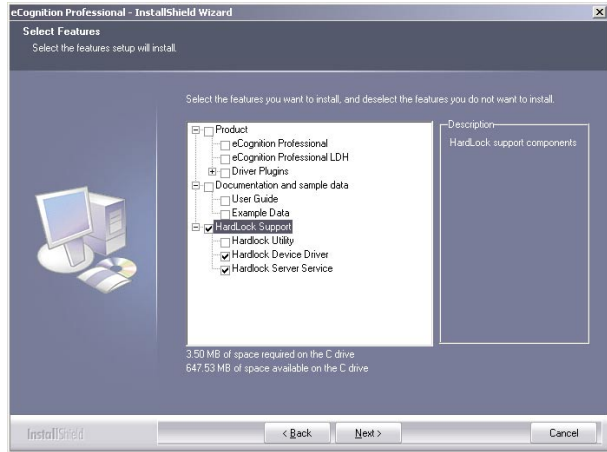 eCognition Professional - InstallShield Wizard
Select Features
Select the features setup will install.
Select the features you want to install, and deselect the features you do not want to install.
Product
eCognition Professional
eCognition Professional LDH
Driver Plugins
Documentation and sample data
User Guide
Example Data
HardLock Support
Hardlock Utility
Hardlock Device Driver
Hardlock Server Service
Description
HardLock support components
3.50 MB of space required on the C drive
647.53 MB of space available on the C drive
InstallShield
< Back Next > Cancel